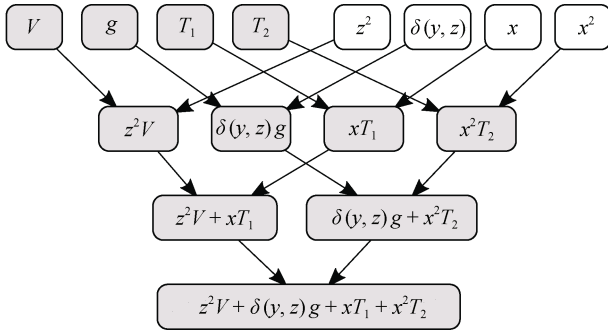 V g T₁ T₂ z² δ(y, z) x x²
z²V δ(y, z)g xT₁ x²T₂
z²V + xT₁ δ(y, z)g + x²T₂
z²V + δ(y, z)g + xT₁ + x²T₂